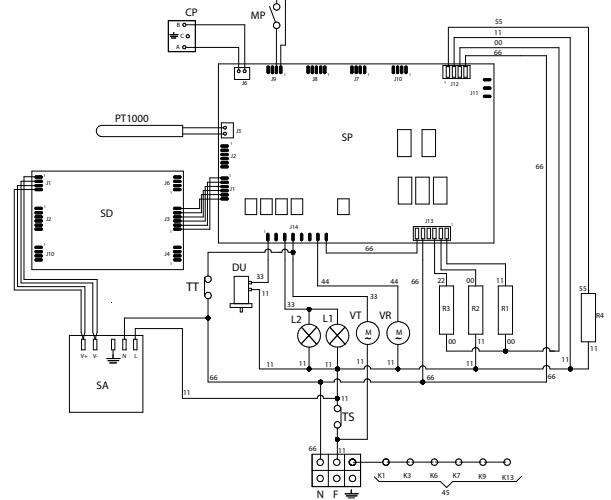 CP
MP
B
C
A
55
11
00
66
J6
J9
J8
J7
J10
J12
J11
PT1000
J5
J2
SP
66
J1
J6
J1
J2
SD
J3
J10
J4
J14
J13
66
TT
DU
33
11
44
44
66
22
00
11
55
33
33
L2
L1
VT
VR
M
~
M
~
R3
R2
R1
R4
00
11
00
11
V+
V-
N
L
SA
11
11
11
11
11
11
66
66
66
11
11
TS
66
11
N
F
K1
K3
K6
K7
K9
K13
45